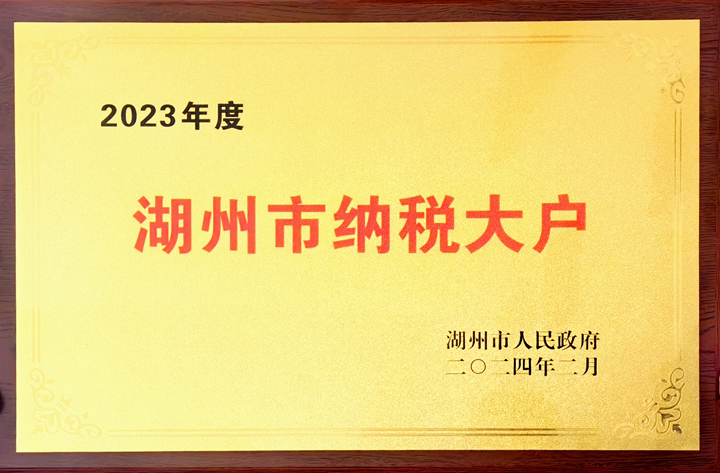 2023年度
湖州市纳税大户
湖州市人民政府
二〇二四年二月